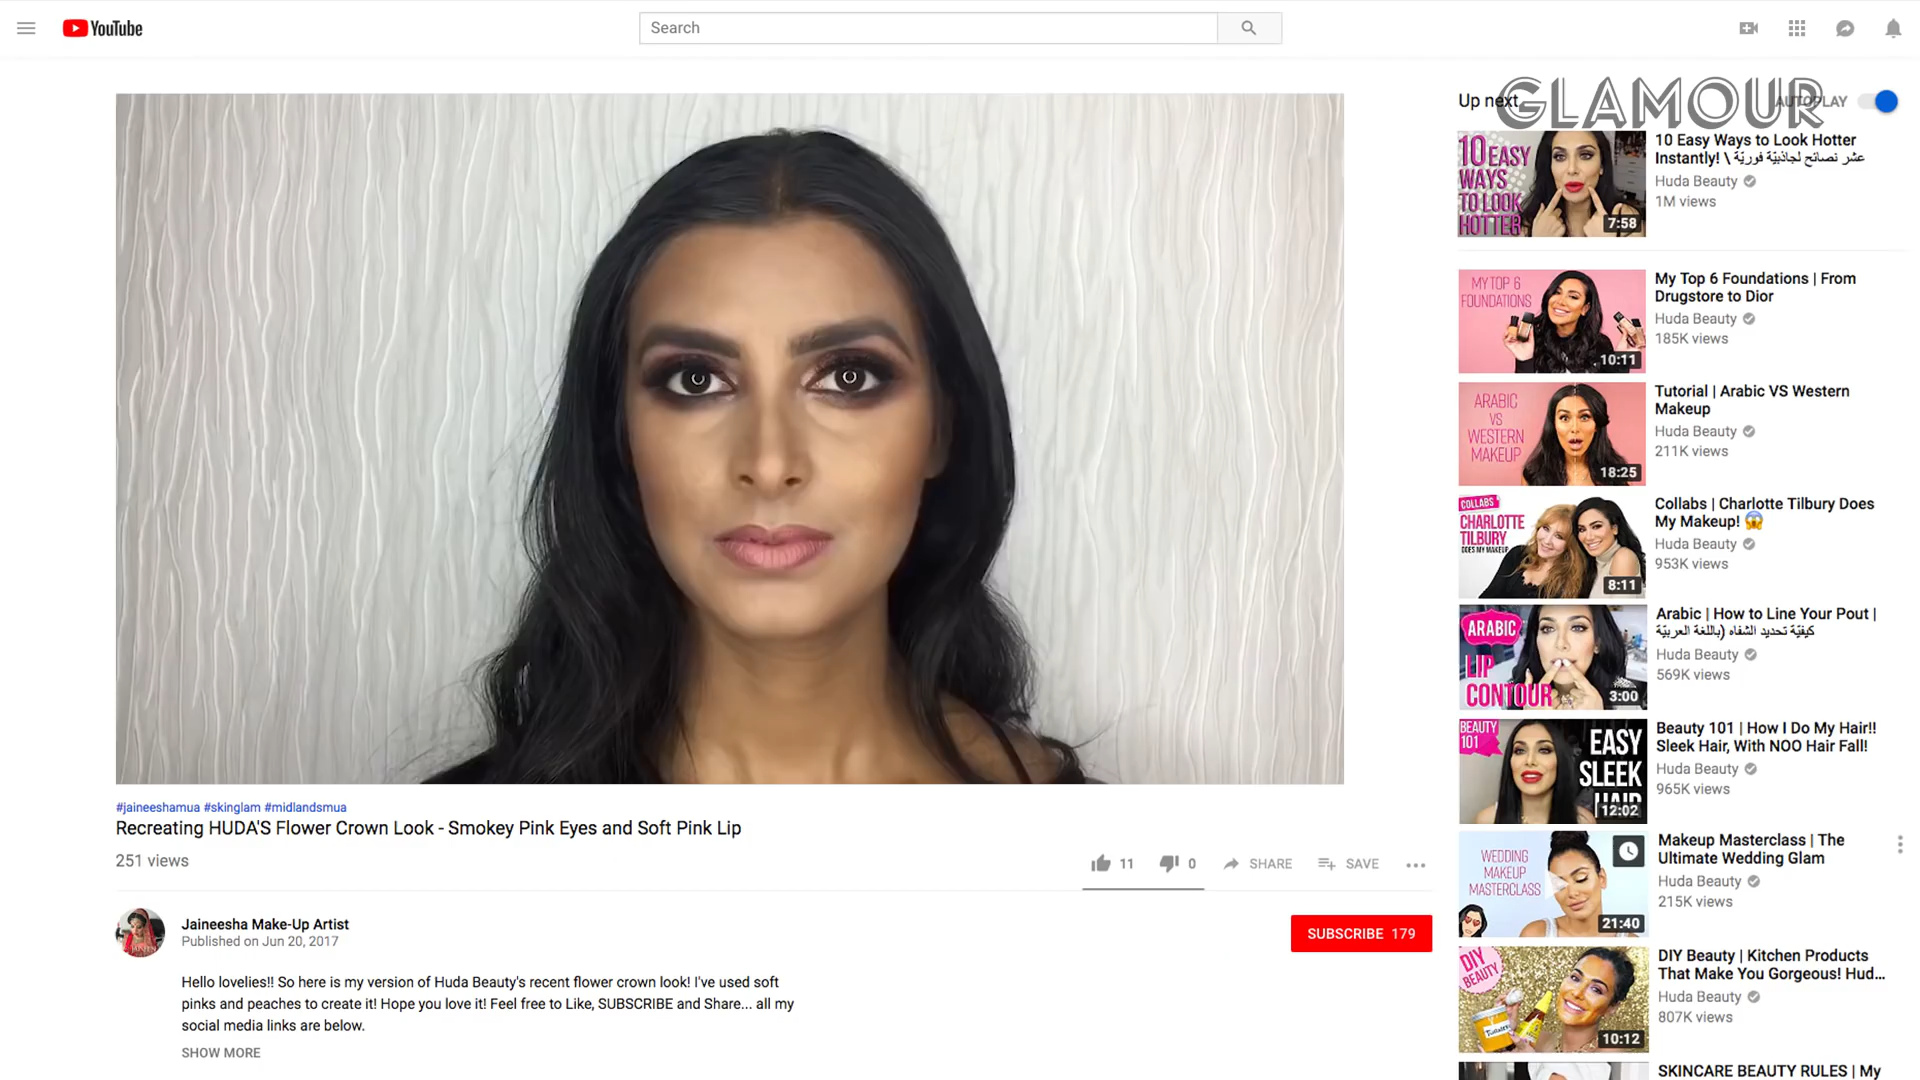 YouTube
Search
GLAMOUR
Up next
AUTOPLAY
10 EASY
WAYS
TO LOOK
HOTTER
7:58
10 Easy Ways to Look Hotter
Instantly! \ عشر نصائح لجاذبيّة فوريّة
Huda Beauty
1M views
MY TOP 6
FOUNDATIONS
10:11
My Top 6 Foundations | From
Drugstore to Dior
Huda Beauty
185K views
ARABIC
VS
WESTERN
MAKEUP
18:25
Tutorial | Arabic VS Western
Makeup
Huda Beauty
211K views
COLLABS
CHARLOTTE
TILBURY
DOES MY MAKEUP!
8:11
Collabs | Charlotte Tilbury Does
My Makeup! 😱
Huda Beauty
953K views
ARABIC
LIP
CONTOUR
3:00
Arabic | How to Line Your Pout |
كيفيّة تحديد الشفاه (باللغة العربيّة
Huda Beauty
569K views
BEAUTY
101
EASY
SLEEK
HAIR
12:02
Beauty 101 | How I Do My Hair!!
Sleek Hair, With NOO Hair Fall!
Huda Beauty
965K views
WEDDING
MAKEUP
MASTERCLASS
21:40
Makeup Masterclass | The
Ultimate Wedding Glam
Huda Beauty
215K views
DIY
BEAUTY
10:12
DIY Beauty | Kitchen Products
That Make You Gorgeous! Hud...
Huda Beauty
807K views
SKINCARE BEAUTY RULES | My
#jaineeshamua #skinglam #midlandsmua
Recreating HUDA'S Flower Crown Look - Smokey Pink Eyes and Soft Pink Lip
251 views
11
0
SHARE
SAVE
Jaineesha Make-Up Artist
Published on Jun 20, 2017
SUBSCRIBE 179
Hello lovelies!! So here is my version of Huda Beauty's recent flower crown look! I've used soft
pinks and peaches to create it! Hope you love it! Feel free to Like, SUBSCRIBE and Share... all my
social media links are below.
SHOW MORE